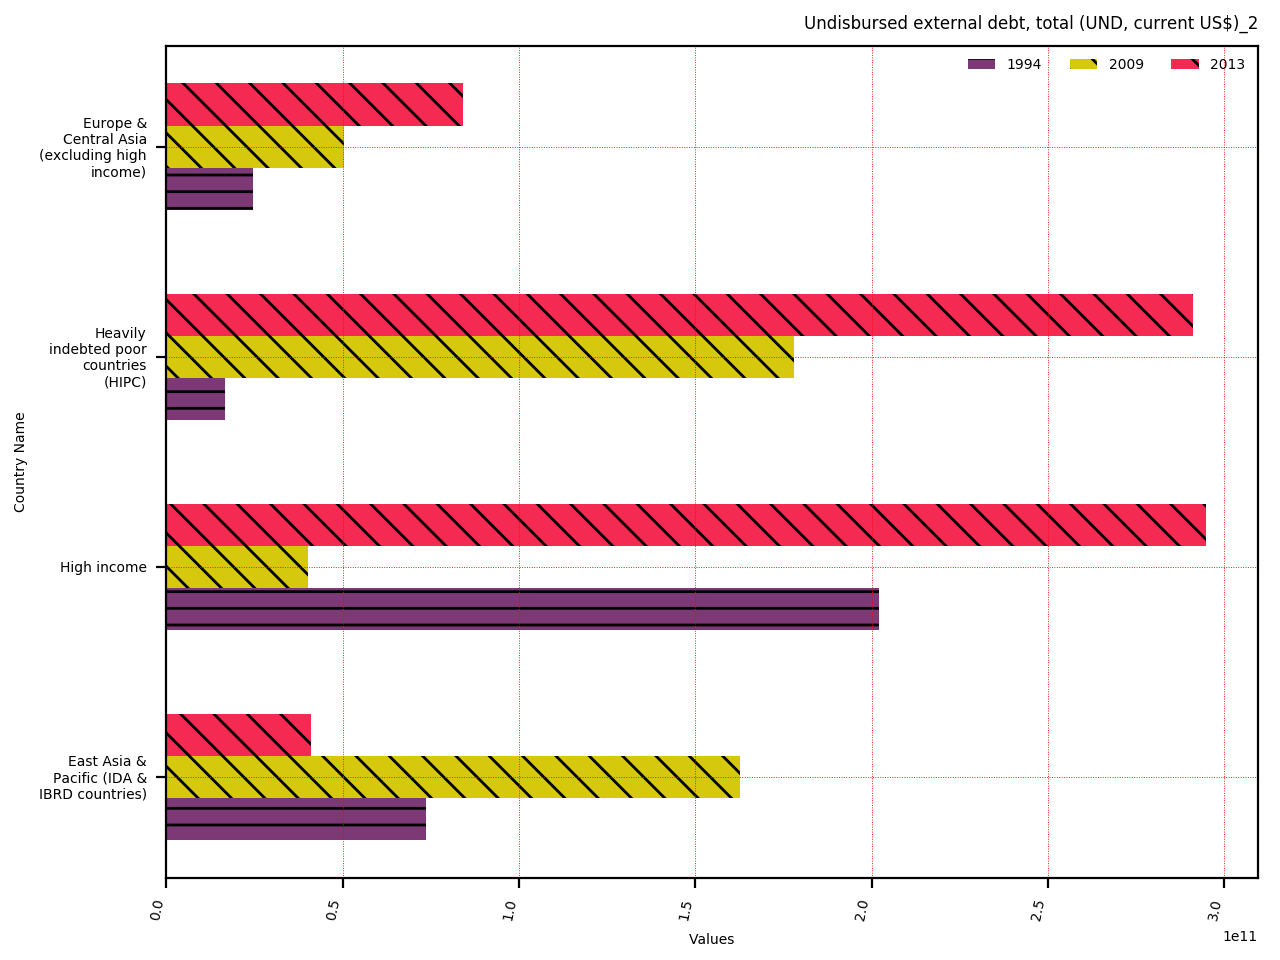 Undisbursed external debt, total (UND, current US$)_2
1994
2009
2013
Europe &
Central Asia
(excluding high
income)
Heavily
indebted poor
countries
(HIPC)
High income
East Asia &
Pacific (IDA &
IBRD countries)
Country Name
0.0
0.5
1.0
1.5
2.0
2.5
3.0
1e11
Values